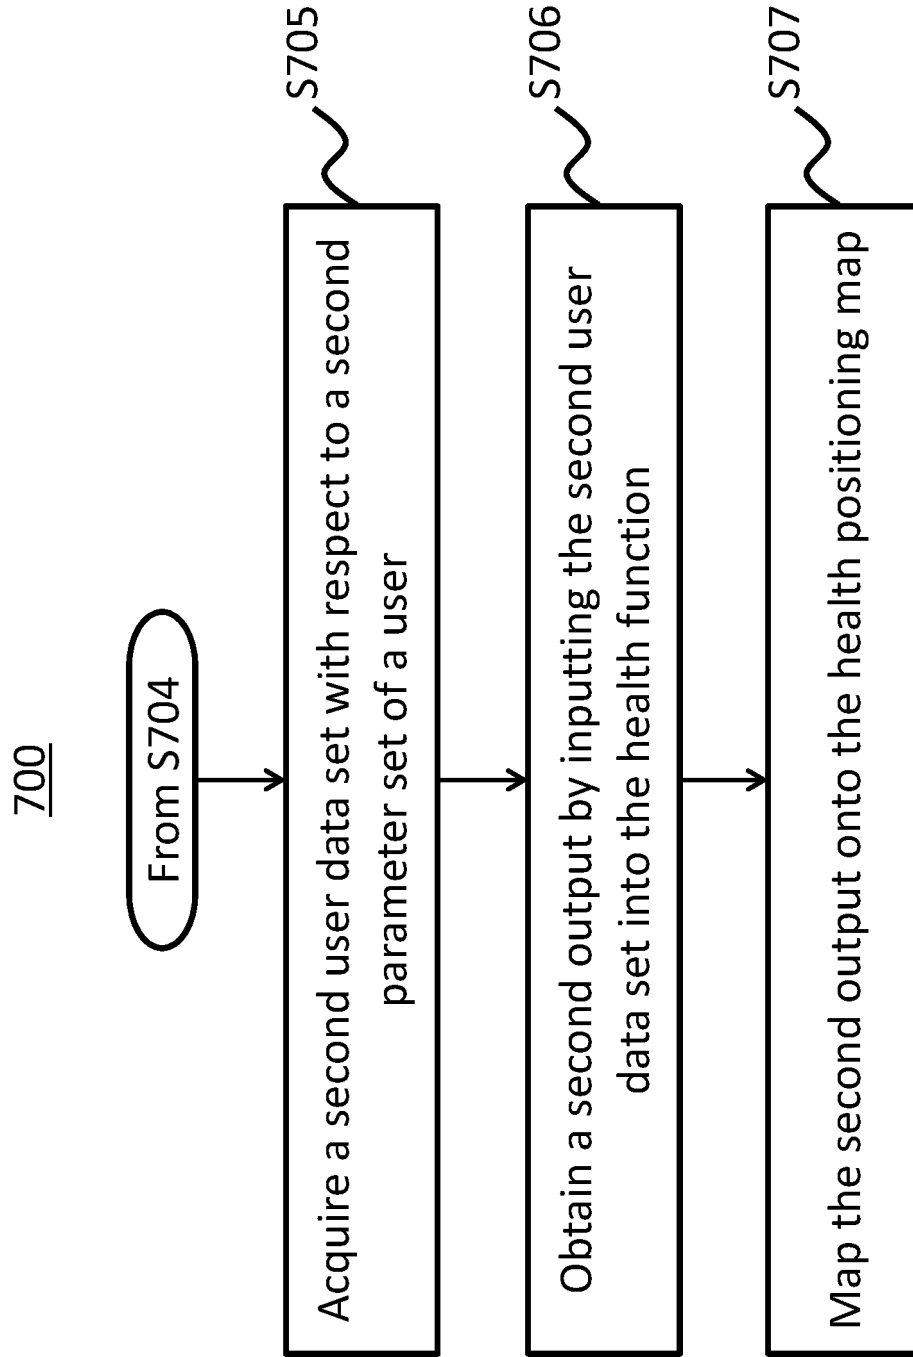 700
From S704
Acquire a second user data set with respect to a second
parameter set of a user
S705
Obtain a second output by inputting the second user
data set into the health function
S706
Map the second output onto the health positioning map
S707